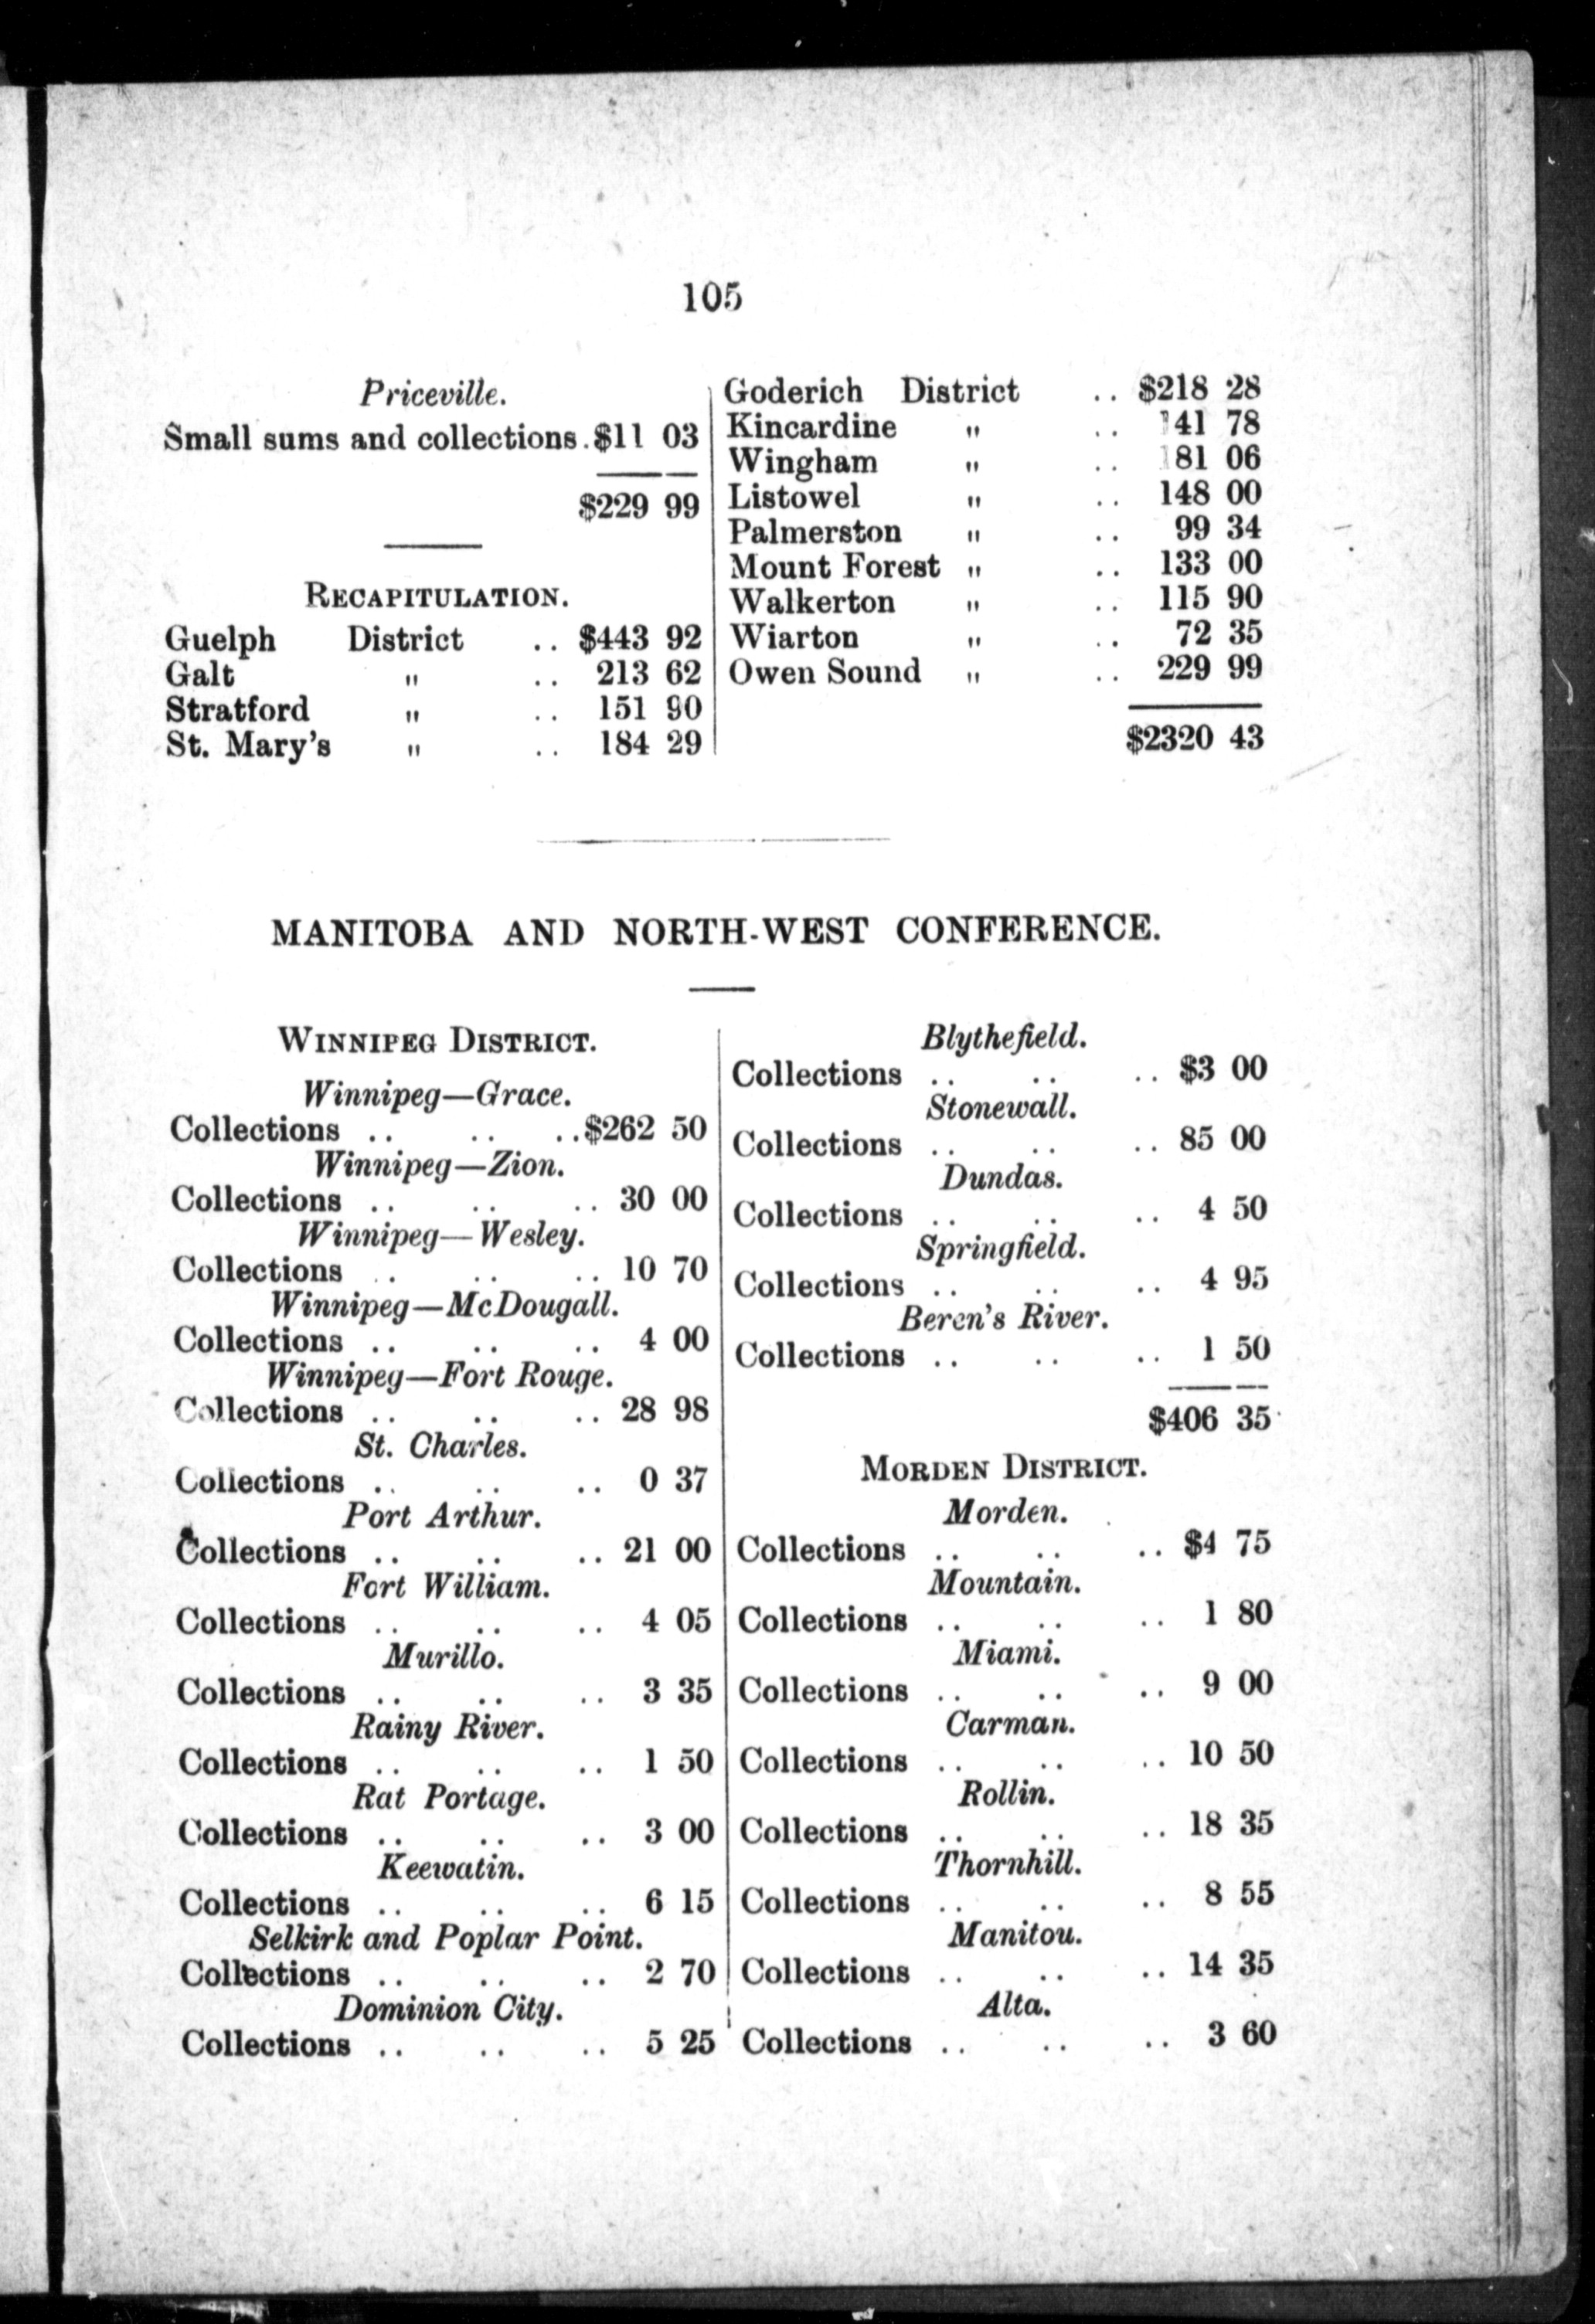 105
Priceville.
Small sums and collections.$11 03
$229 99
RECAPITULATION.
Guelph District .. $443 92
Galt " .. 213 62
Stratford " .. 151 90
St. Mary's " .. 184 29
Goderich District .. $218 28
Kincardine " .. 141 78
Wingham " .. 181 06
Listowel " .. 148 00
Palmerston " .. 99 34
Mount Forest " .. 133 00
Walkerton " .. 115 90
Wiarton " .. 72 35
Owen Sound " .. 229 99
$2320 43
MANITOBA AND NORTH-WEST CONFERENCE.
WINNIPEG DISTRICT.
Winnipeg—Grace.
Collections .. .. ..$262 50
Winnipeg—Zion.
Collections .. .. .. 30 00
Winnipeg—Wesley.
Collections .. .. .. 10 70
Winnipeg—McDougall.
Collections .. .. .. 4 00
Winnipeg—Fort Rouge.
Collections .. .. .. 28 98
St. Charles.
Collections .. .. .. 0 37
Port Arthur.
Collections .. .. .. 21 00
Fort William.
Collections .. .. .. 4 05
Murillo.
Collections .. .. .. 3 35
Rainy River.
Collections .. .. .. 1 50
Rat Portage.
Collections .. .. .. 3 00
Keewatin.
Collections .. .. .. 6 15
Selkirk and Poplar Point.
Collections .. .. .. 2 70
Dominion City.
Collections .. .. .. 5 25
Blythefield.
Collections .. .. .. $3 00
Stonewall.
Collections .. .. .. 85 00
Dundas.
Collections .. .. .. 4 50
Springfield.
Collections .. .. .. 4 95
Beren's River.
Collections .. .. .. 1 50
$406 35
MORDEN DISTRICT.
Morden.
Collections .. .. .. $4 75
Mountain.
Collections .. .. .. 1 80
Miami.
Collections .. .. .. 9 00
Carman.
Collections .. .. .. 10 50
Rollin.
Collections .. .. .. 18 35
Thornhill.
Collections .. .. .. 8 55
Manitou.
Collections .. .. .. 14 35
Alta.
Collections .. .. .. 3 60